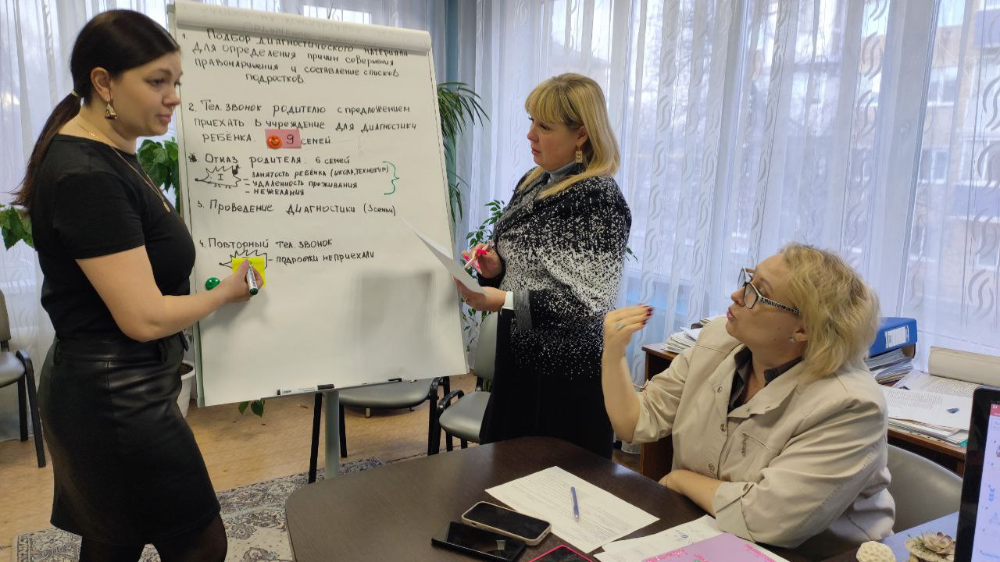 1. Подбор диагностического материала
для определения причин совершения
правонарушения и составление списков
подростков
2. Тел. звонок родителю с предложением
приехать в учреждение для диагностики
ребёнка. 9 семей
Отказ родителя: 6 семей
I - занятость ребёнка (школа, техникум)
- удаленность проживания
- нежелания
3. Проведение диагностики (3 семьи)
4. Повторный тел. звонок
- подростки не приехали